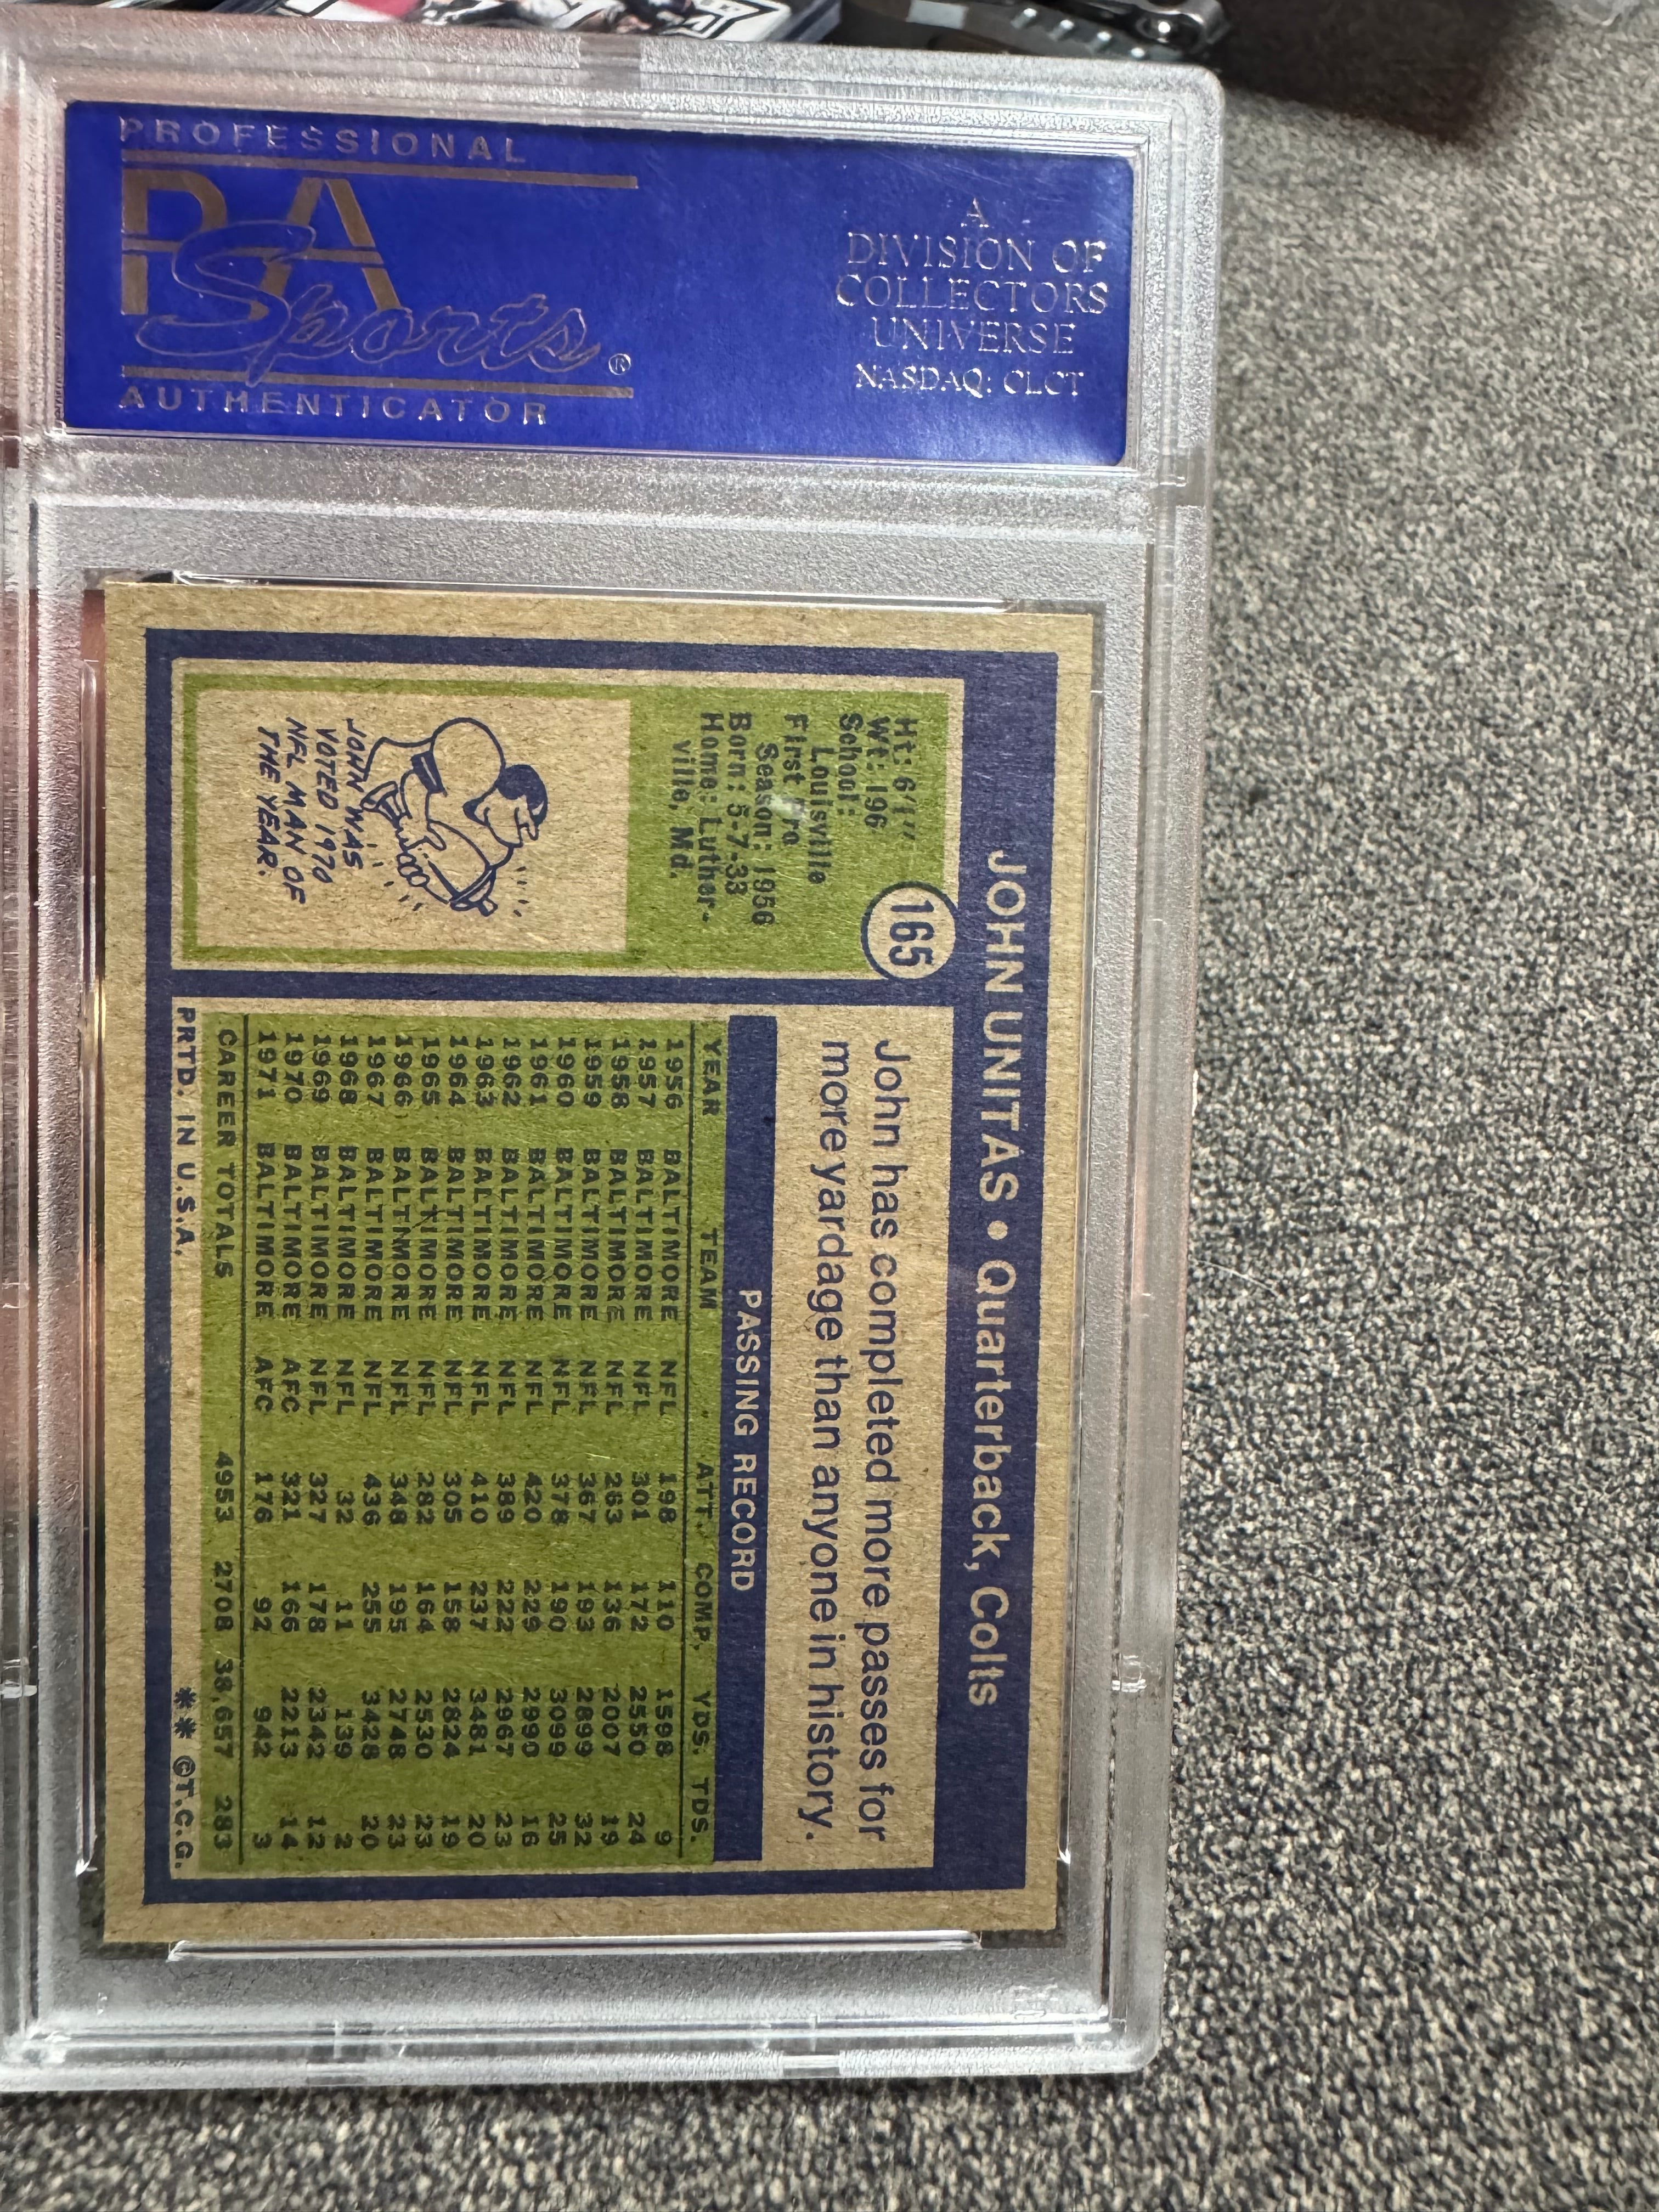 PROFESSIONAL
PSA
Sports®
AUTHENTICATOR
A
DIVISION OF
COLLECTORS
UNIVERSE
NASDAQ: CLCT
JOHN UNITAS • Quarterback, Colts
165
Ht: 6'1"
Wt: 196
School:
Louisville
First Pro
Season: 1956
Born: 5-7-33
Home: Luther-
ville, Md.
JOHN WAS
VOTED 1970
NFL MAN OF
THE YEAR.
John has completed more passes for
more yardage than anyone in history.
PASSING RECORD
YEAR TEAM ATT. COMP. YDS. TDS.
1956 BALTIMORE NFL 198 110 1598 9
1957 BALTIMORE NFL 301 172 2550 24
1958 BALTIMORE NFL 263 136 2007 19
1959 BALTIMORE NFL 367 193 2899 32
1960 BALTIMORE NFL 378 190 3099 25
1961 BALTIMORE NFL 420 229 2990 16
1962 BALTIMORE NFL 389 222 2967 23
1963 BALTIMORE NFL 410 237 3481 20
1964 BALTIMORE NFL 305 158 2824 19
1965 BALTIMORE NFL 282 164 2530 23
1966 BALTIMORE NFL 348 195 2748 23
1967 BALTIMORE NFL 436 255 3428 20
1968 BALTIMORE NFL 32 11 139 2
1969 BALTIMORE NFL 327 178 2342 12
1970 BALTIMORE AFC 321 166 2213 14
1971 BALTIMORE AFC 176 92 942 3
CAREER TOTALS 4953 2708 38,657 283
PRTD. IN U.S.A. ** ©T.C.G.